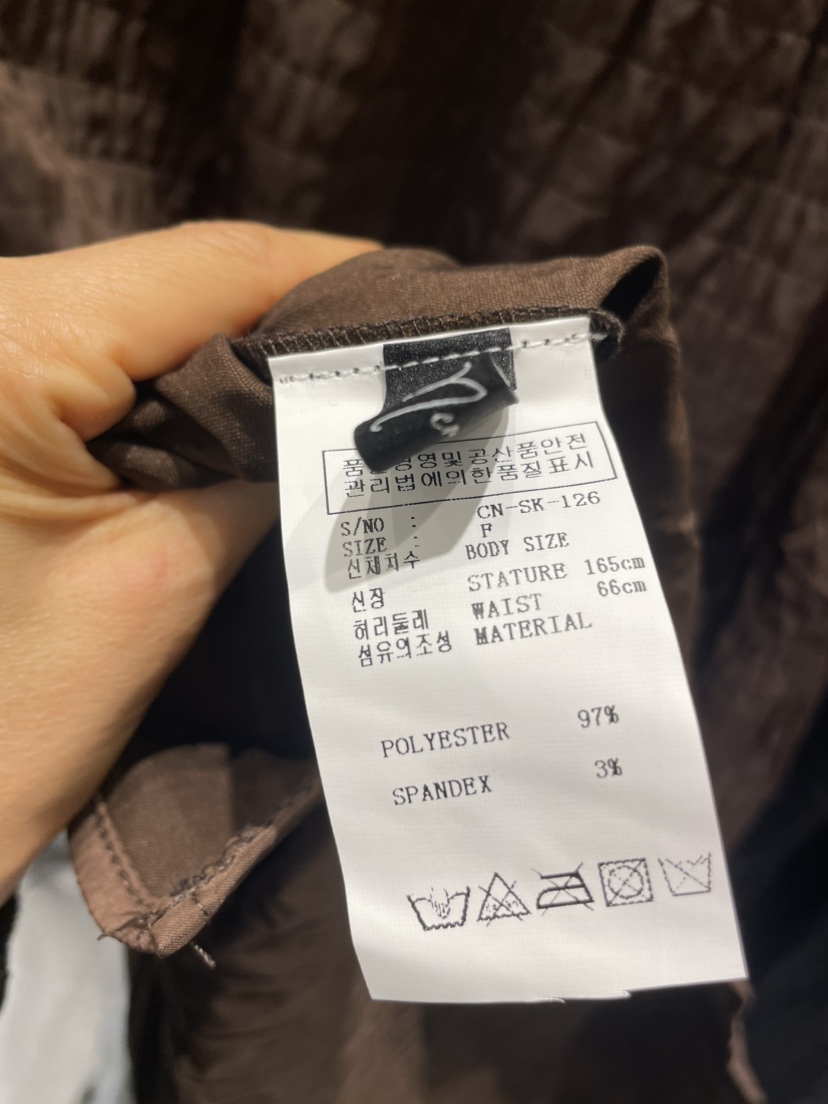 품 경영및공산품안전
관리법에의한품질표시
S/NO : CN-SK-126
SIZE : F
신체치수 BODY SIZE
신장 STATURE 165cm
허리둘레 WAIST 66cm
섬유의조성 MATERIAL
POLYESTER 97%
SPANDEX 3%